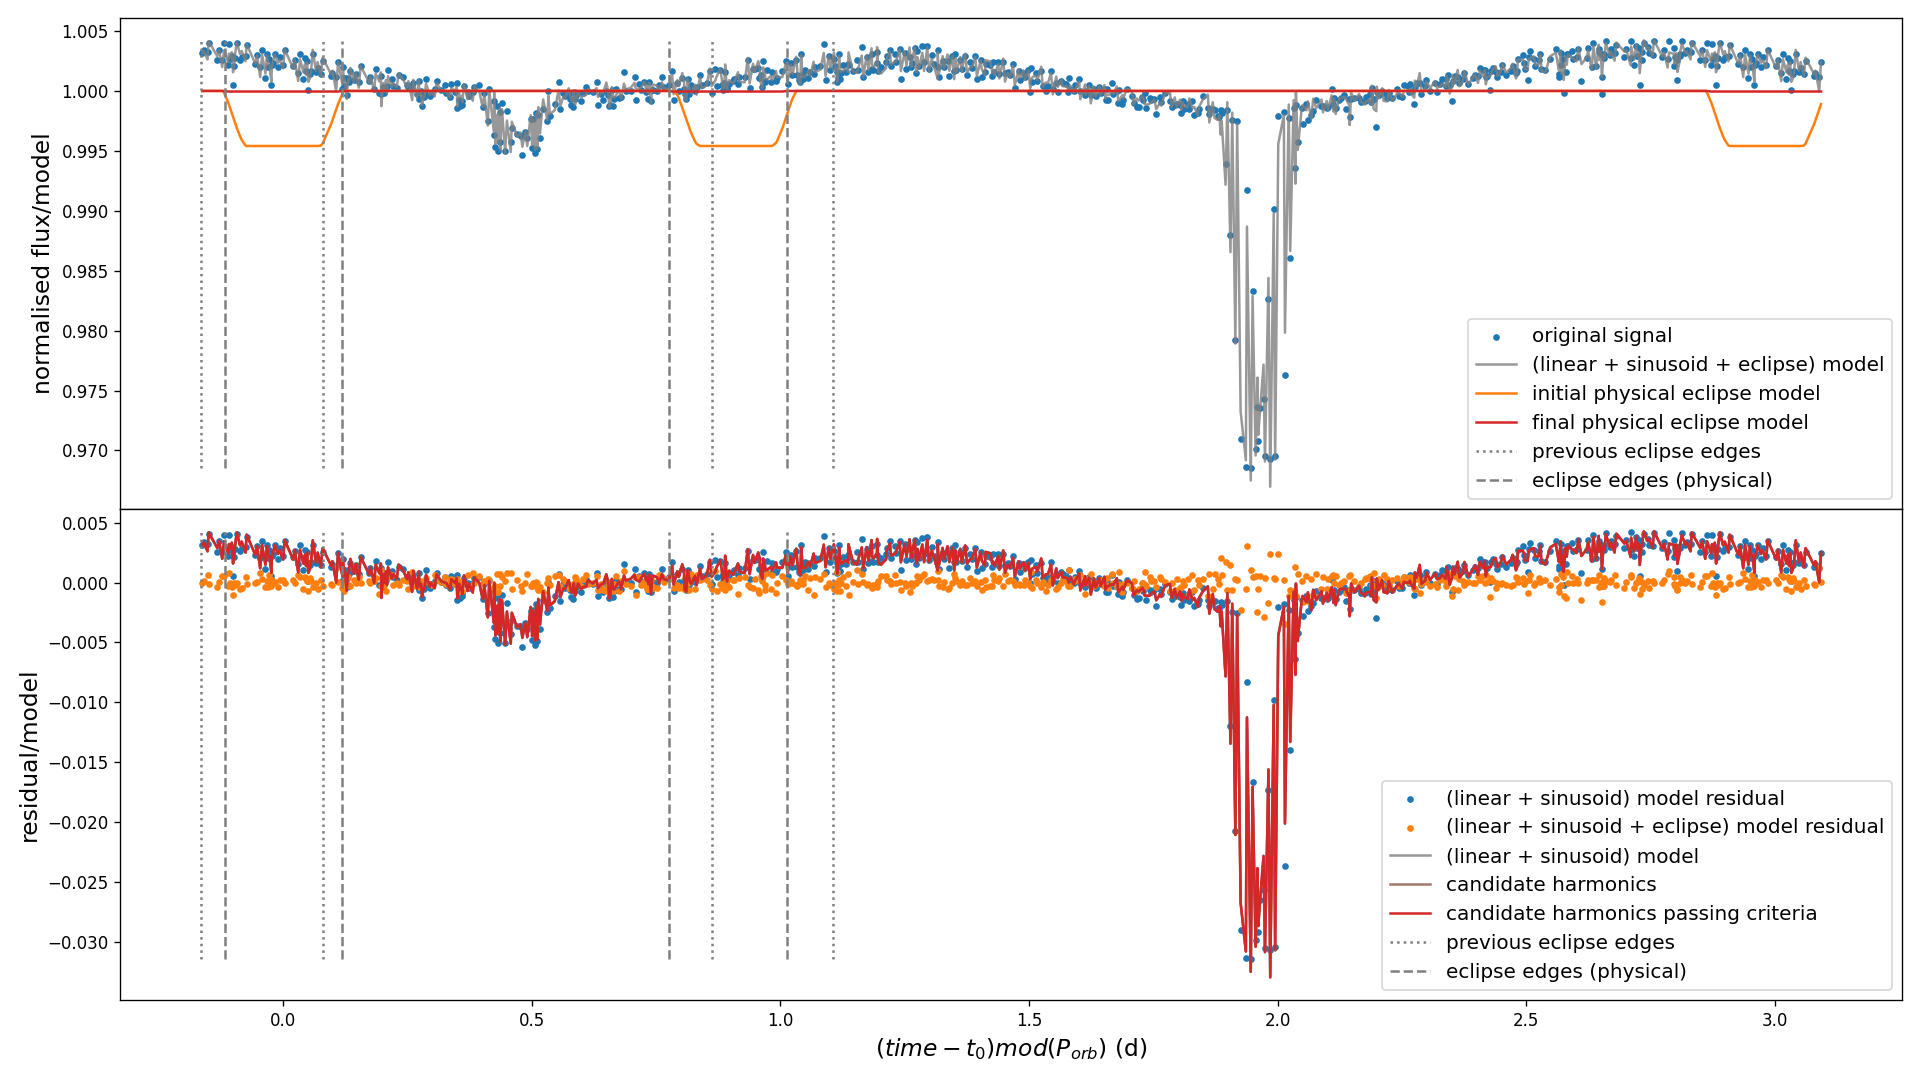 normalised flux/model
1.005
1.000
0.995
0.990
0.985
0.980
0.975
0.970
original signal
(linear + sinusoid + eclipse) model
initial physical eclipse model
final physical eclipse model
previous eclipse edges
eclipse edges (physical)
residual/model
0.005
0.000
−0.005
−0.010
−0.015
−0.020
−0.025
−0.030
(linear + sinusoid) model residual
(linear + sinusoid + eclipse) model residual
(linear + sinusoid) model
candidate harmonics
candidate harmonics passing criteria
previous eclipse edges
eclipse edges (physical)
0.0 0.5 1.0 1.5 2.0 2.5 3.0
(time − t₀)mod(P_orb) (d)